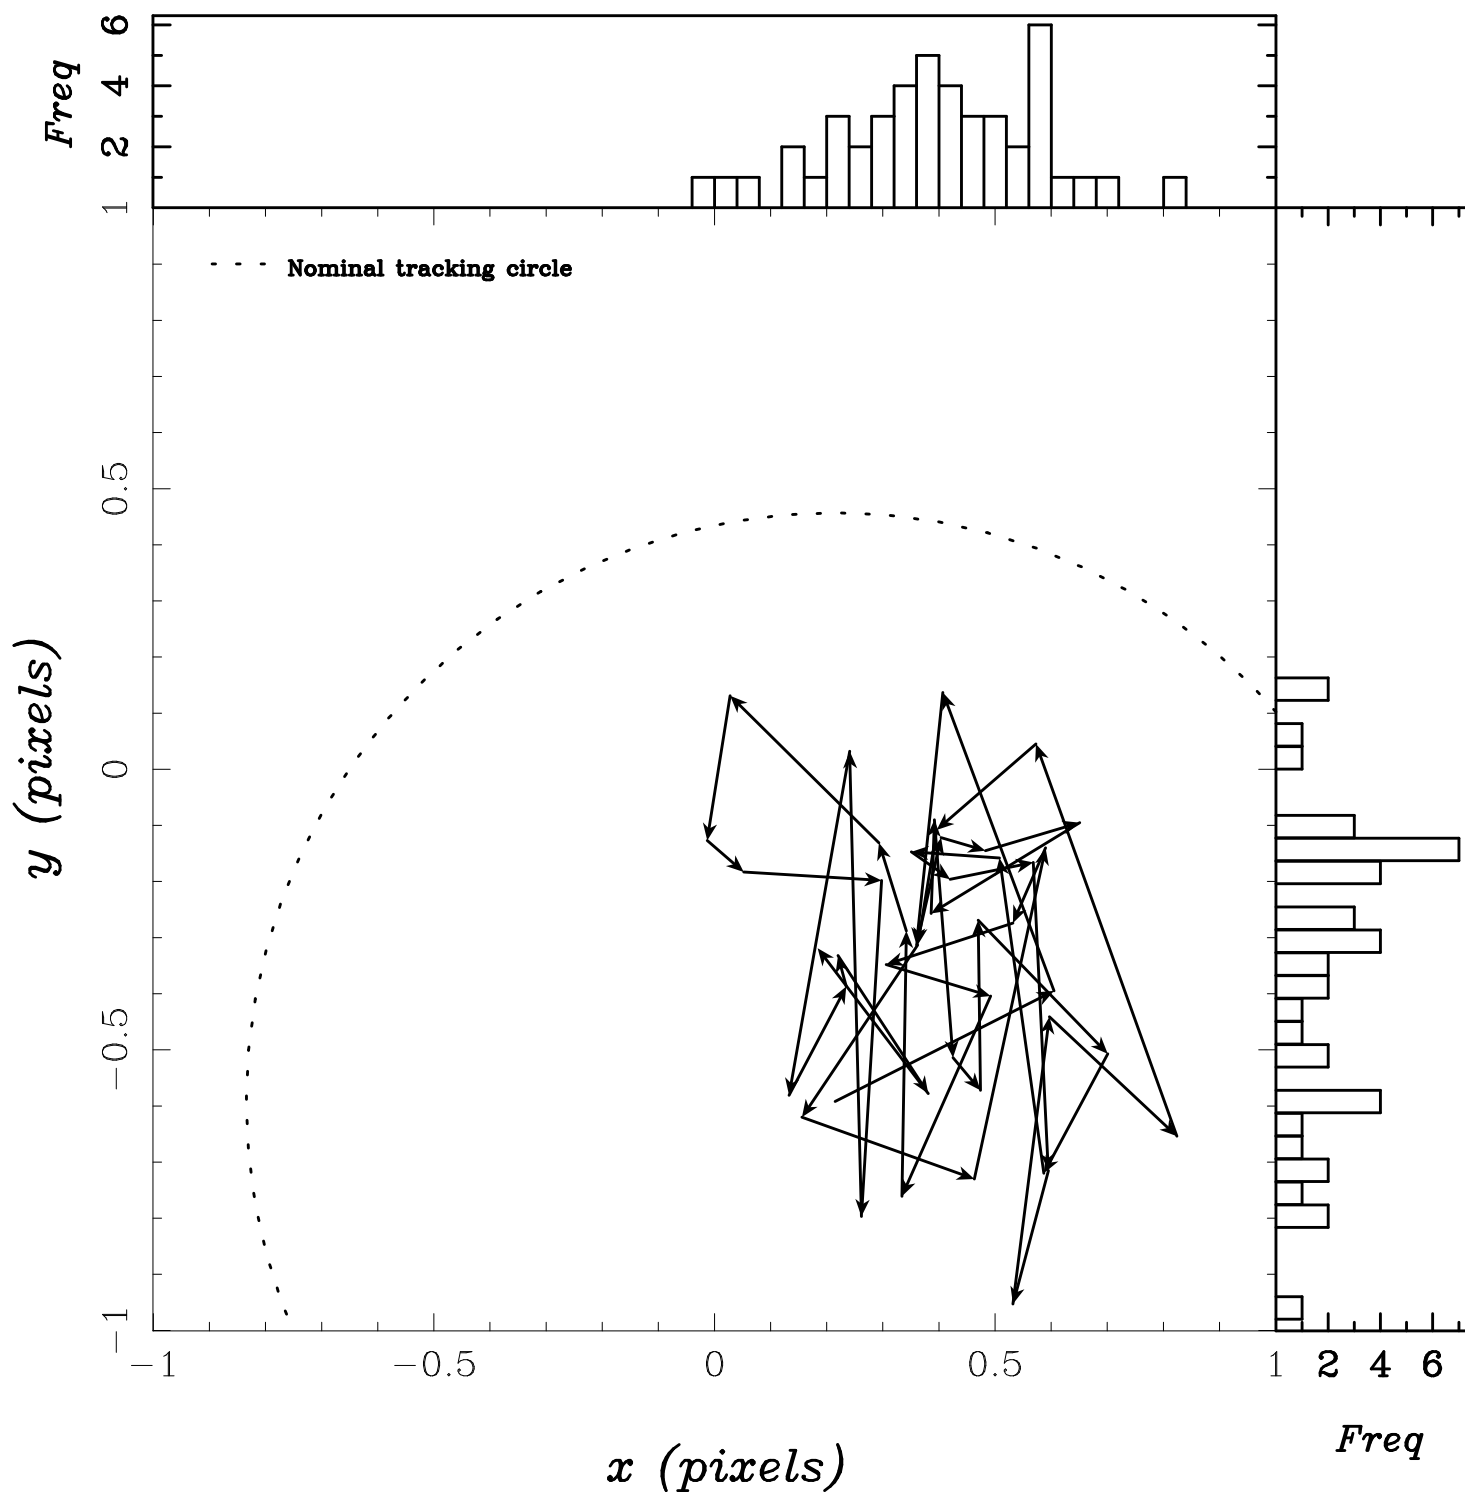 Freq
6
4
2
1
Nominal tracking circle
0.5
0
−0.5
−1
y (pixels)
−1 −0.5 0 0.5 1 2 4 6
Freq
x (pixels)